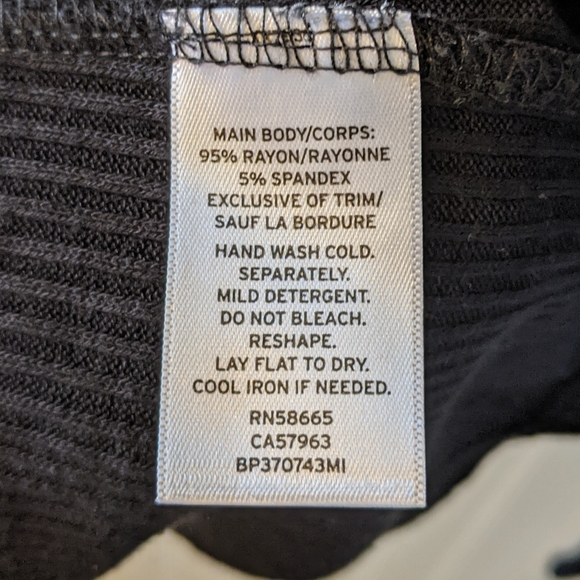 MAIN BODY/CORPS:
95% RAYON/RAYONNE
5% SPANDEX
EXCLUSIVE OF TRIM/
SAUF LA BORDURE
HAND WASH COLD.
SEPARATELY.
MILD DETERGENT.
DO NOT BLEACH.
RESHAPE.
LAY FLAT TO DRY.
COOL IRON IF NEEDED.
RN58665
CA57963
BP370743MI